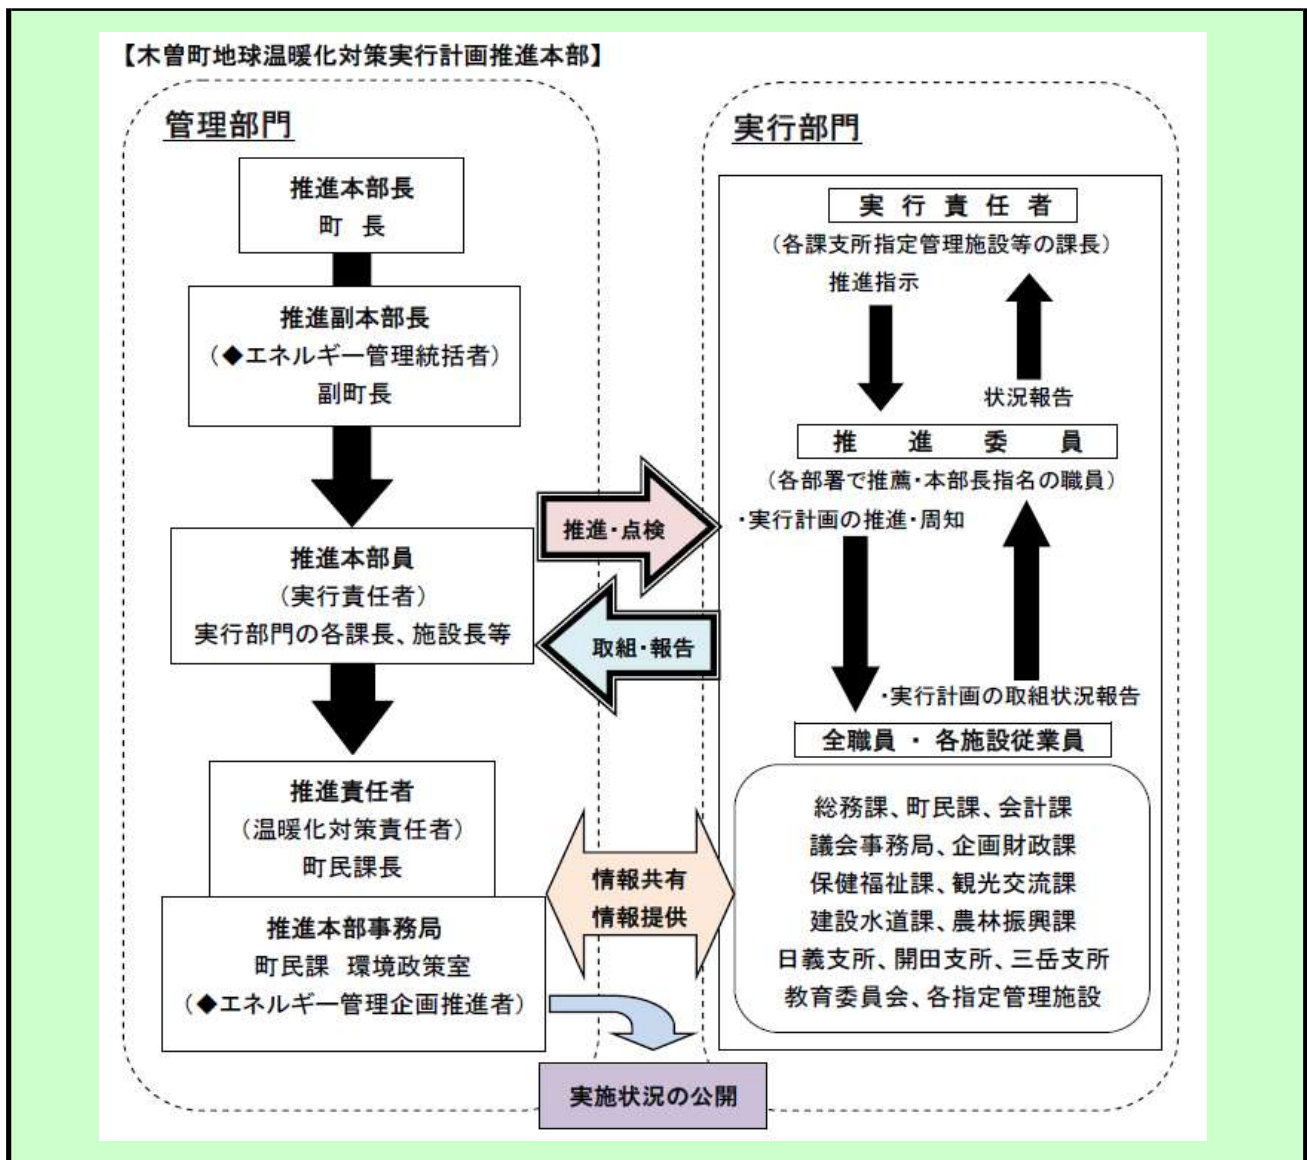 【木曽町地球温暖化対策実行計画推進本部】
管理部門
推進本部長
町　長
推進副本部長
（◆エネルギー管理統括者）
副町長
推進本部員
（実行責任者）
実行部門の各課長、施設長等
推進責任者
（温暖化対策責任者）
町民課長
推進本部事務局
町民課　環境政策室
（◆エネルギー管理企画推進者）
推進・点検
取組・報告
情報共有
情報提供
実施状況の公開
実行部門
実 行 責 任 者
（各課支所指定管理施設等の課長）
推進指示
状況報告
推　進　委　員
（各部署で推薦・本部長指名の職員）
・実行計画の推進・周知
・実行計画の取組状況報告
全職員 ・ 各施設従業員
総務課、町民課、会計課
議会事務局、企画財政課
保健福祉課、観光交流課
建設水道課、農林振興課
日義支所、開田支所、三岳支所
教育委員会、各指定管理施設